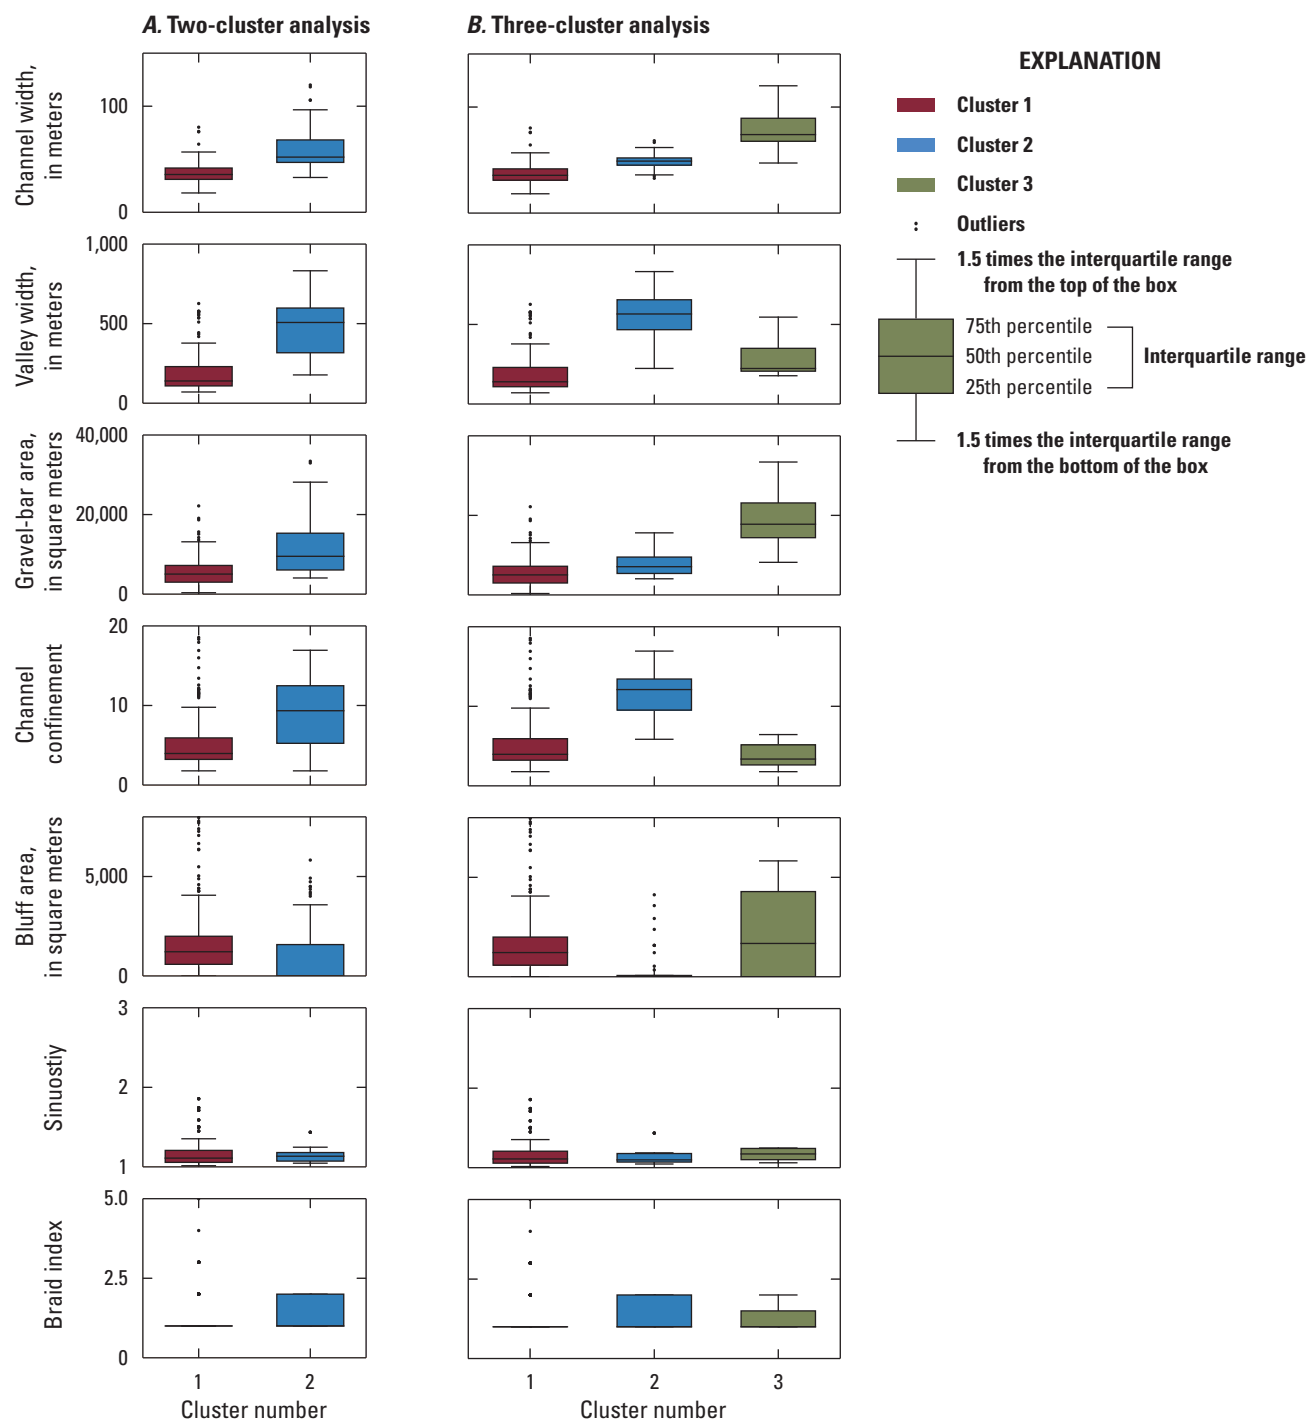 A. Two-cluster analysis
B. Three-cluster analysis
EXPLANATION
Cluster 1
Cluster 2
Cluster 3
Outliers
1.5 times the interquartile range
from the top of the box
75th percentile
50th percentile
25th percentile
Interquartile range
1.5 times the interquartile range
from the bottom of the box
Channel width,
in meters
100
0
Valley width,
in meters
1,000
500
0
Gravel-bar area,
in square meters
40,000
20,000
0
Channel
confinement
20
10
0
Bluff area,
in square meters
5,000
0
Sinuostiy
3
2
1
Braid index
5.0
2.5
0
1 2
Cluster number
1 2 3
Cluster number